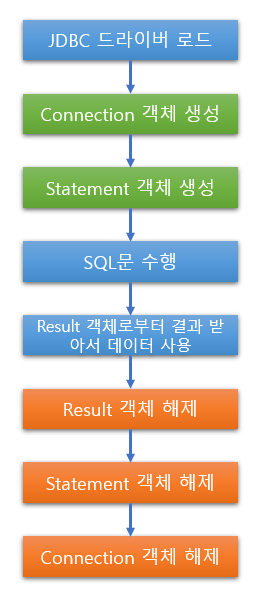 JDBC 드라이버 로드
Connection 객체 생성
Statement 객체 생성
SQL문 수행
Result 객체로부터 결과 받
아서 데이터 사용
Result 객체 해제
Statement 객체 해제
Connection 객체 해제